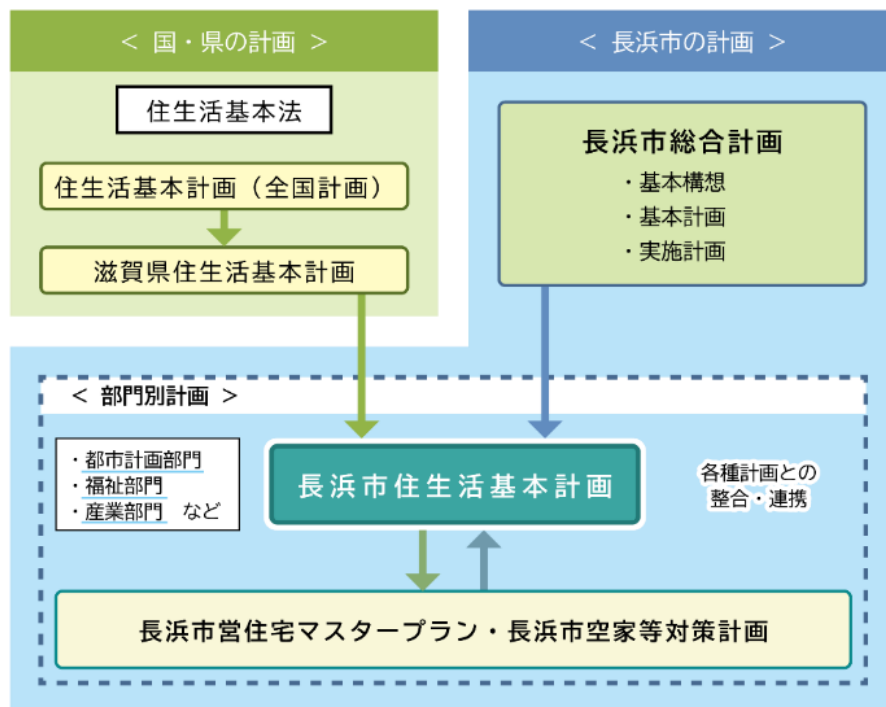 < 国・県の計画 >
住生活基本法
住生活基本計画（全国計画）
滋賀県住生活基本計画
< 長浜市の計画 >
長浜市総合計画
・基本構想
・基本計画
・実施計画
< 部門別計画 >
・都市計画部門
・福祉部門
・産業部門　など
長浜市住生活基本計画
各種計画との
整合・連携
長浜市営住宅マスタープラン・長浜市空家等対策計画